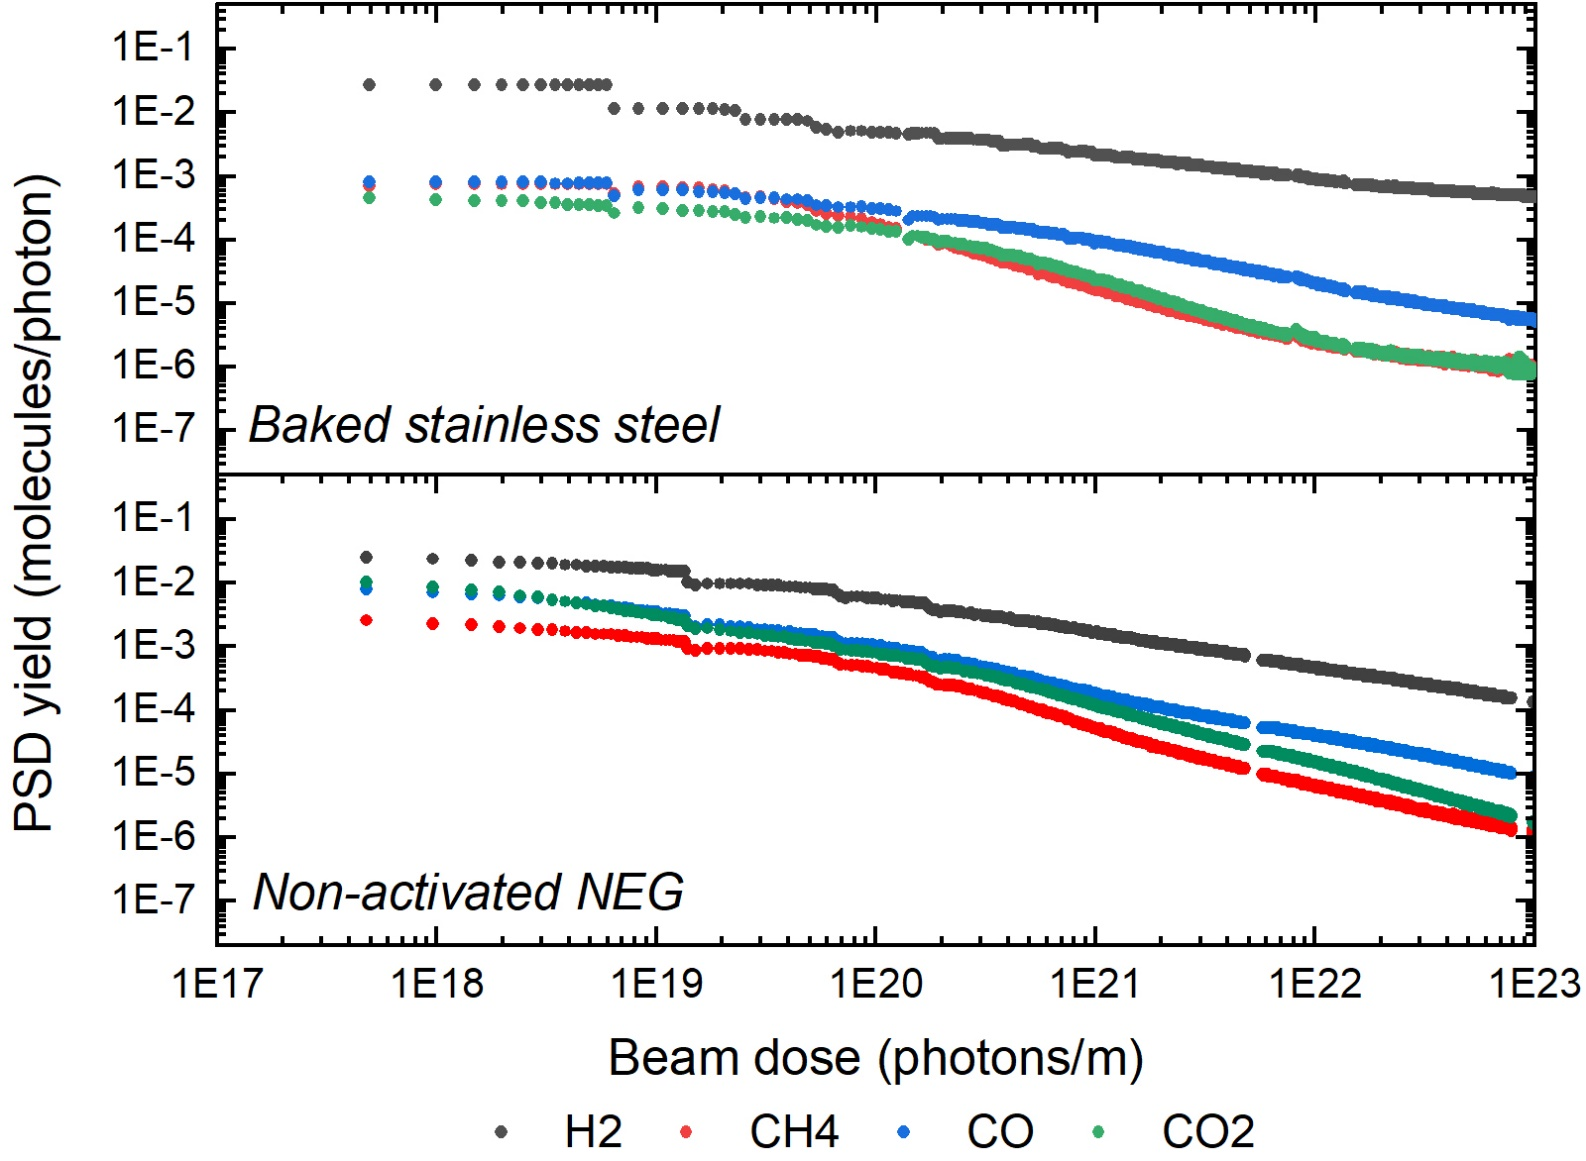 1E-1
1E-2
1E-3
1E-4
1E-5
1E-6
1E-7
Baked stainless steel
1E-1
1E-2
1E-3
1E-4
1E-5
1E-6
1E-7
Non-activated NEG
PSD yield (molecules/photon)
1E17 1E18 1E19 1E20 1E21 1E22 1E23
Beam dose (photons/m)
H2 CH4 CO CO2